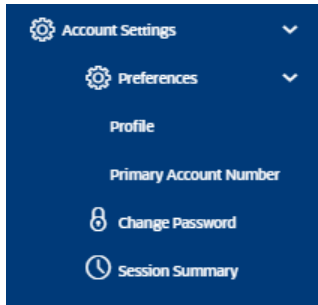 Account Settings
Preferences
Profile
Primary Account Number
Change Password
Session Summary